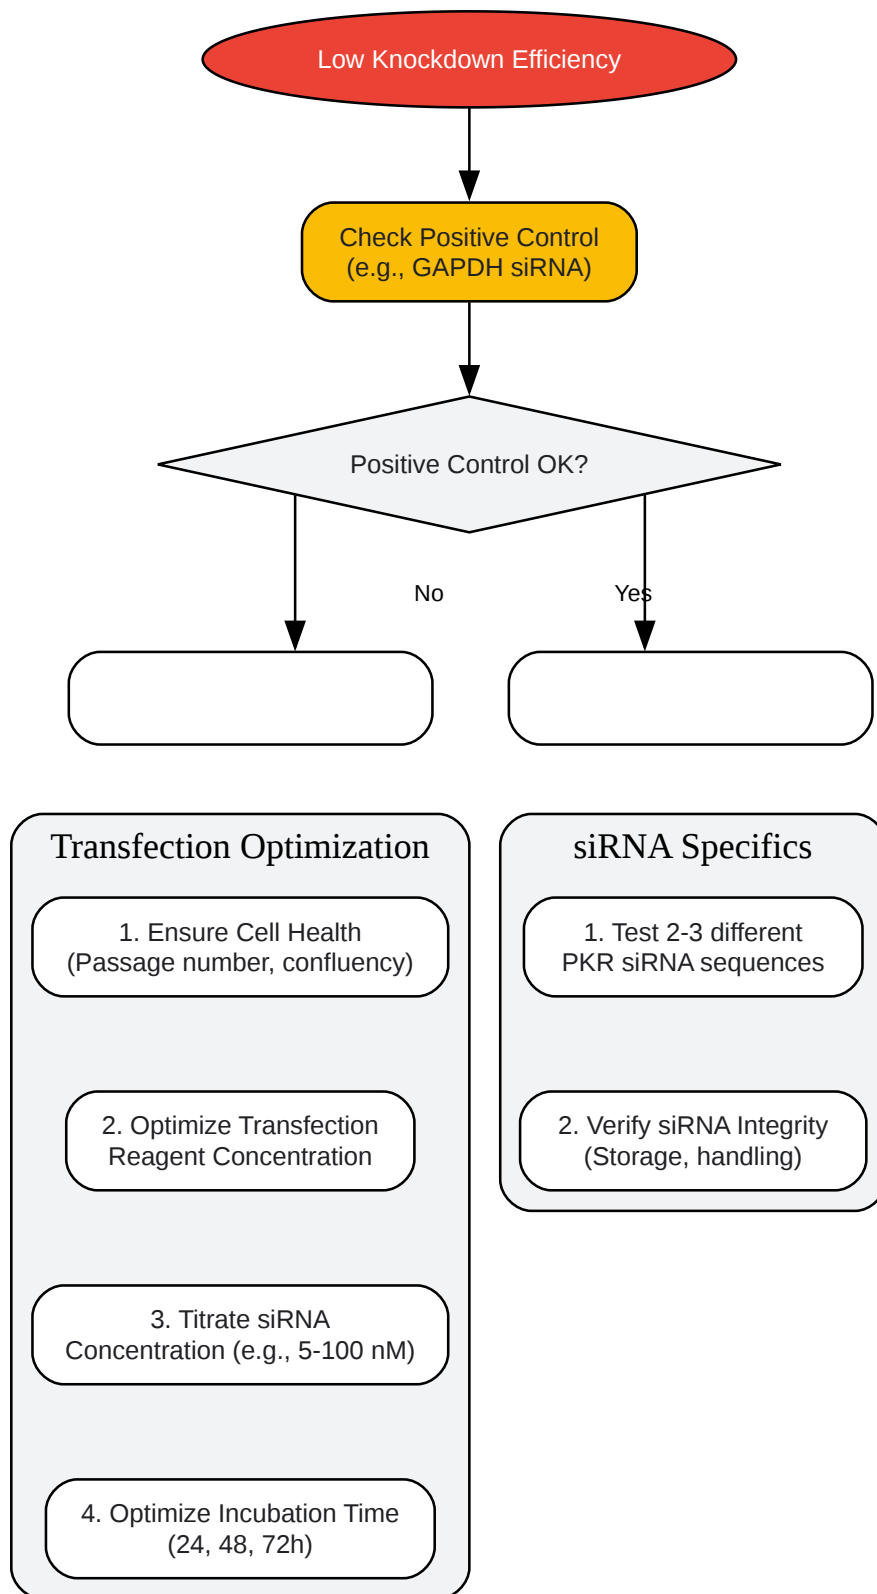 Low Knockdown Efficiency
Check Positive Control
(e.g., GAPDH siRNA)
Positive Control OK?
No
Yes
Transfection Optimization
1. Ensure Cell Health
(Passage number, confluency)
2. Optimize Transfection
Reagent Concentration
3. Titrate siRNA
Concentration (e.g., 5-100 nM)
4. Optimize Incubation Time
(24, 48, 72h)
siRNA Specifics
1. Test 2-3 different
PKR siRNA sequences
2. Verify siRNA Integrity
(Storage, handling)